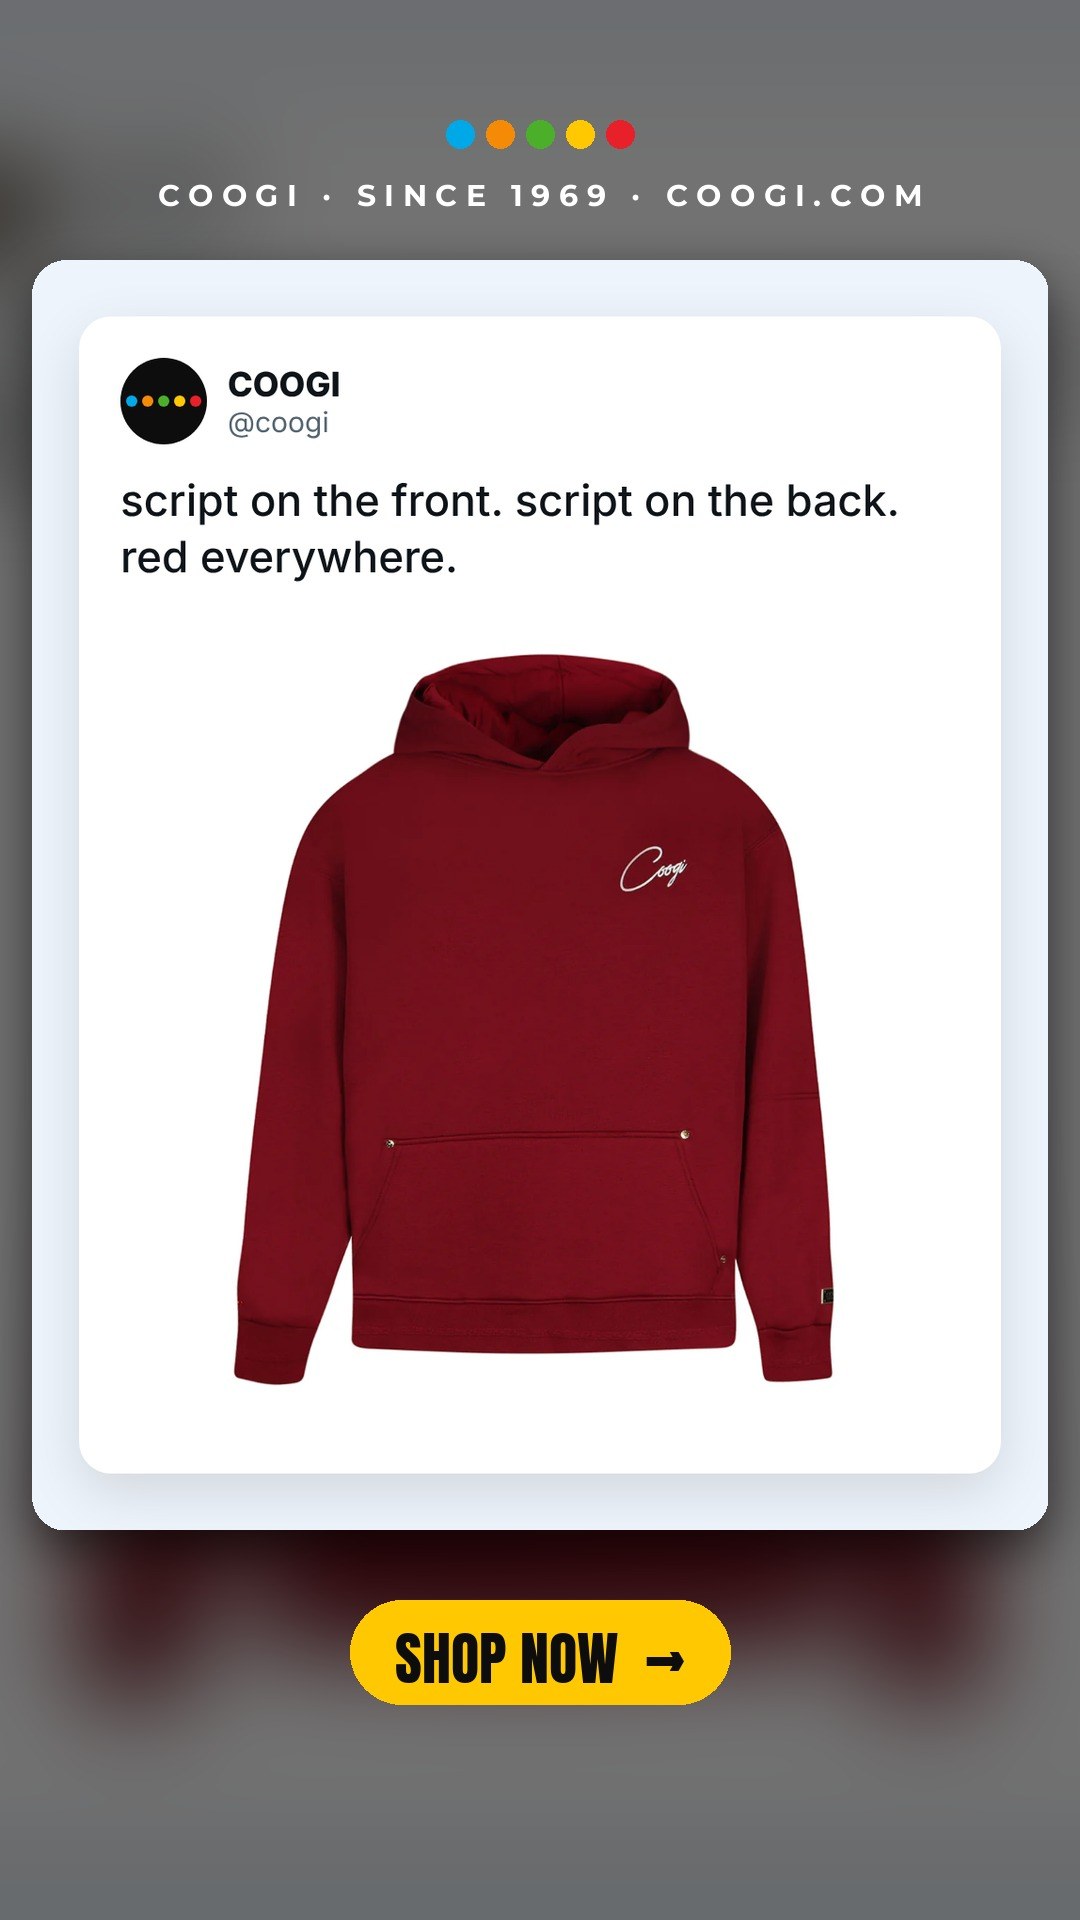 COOGI · SINCE 1969 · COOGI.COM
COOGI
@coogi
script on the front. script on the back.
red everywhere.
Coogi
SHOP NOW →